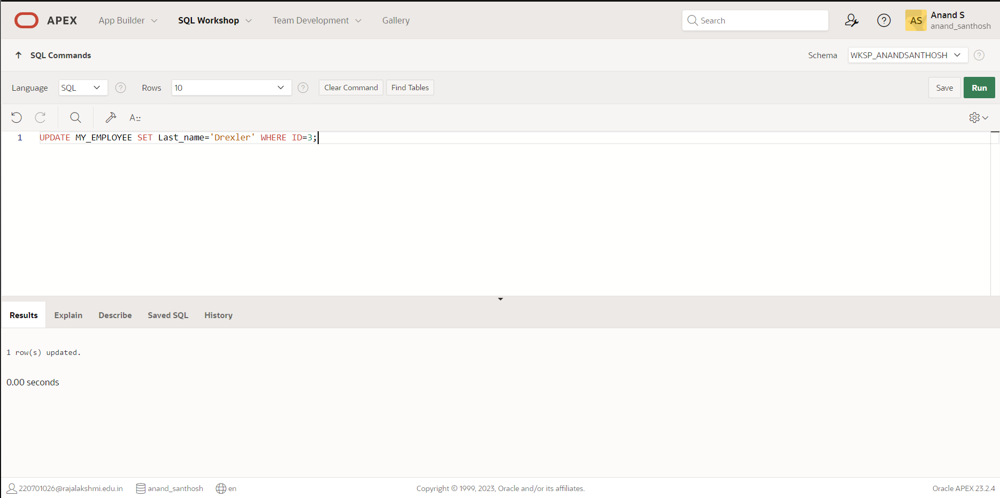 APEX App Builder SQL Workshop Team Development Gallery Search ? AS Anand S
anand_santhosh
SQL Commands Schema WKSP_ANANDSANTHOSH ?
Language SQL ? Rows 10 ? Clear Command Find Tables Save Run
A::
1 UPDATE MY_EMPLOYEE SET Last_name='Drexler' WHERE ID=3;
Results Explain Describe Saved SQL History
1 row(s) updated.
0.00 seconds
220701026@rajalakshmi.edu.in anand_santhosh en Copyright © 1999, 2023, Oracle and/or its affiliates. Oracle APEX 23.2.4